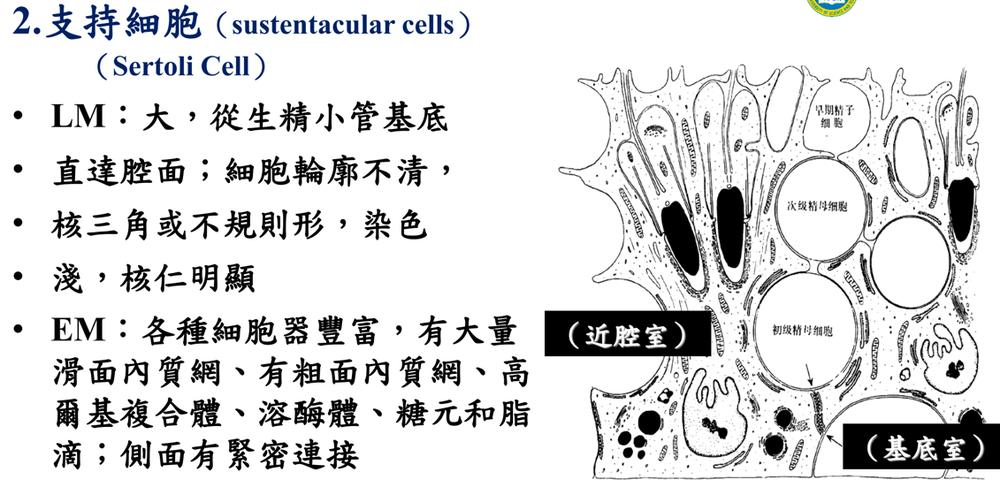 2.支持細胞（sustentacular cells）
（Sertoli Cell）
• LM：大，從生精小管基底
• 直達腔面；細胞輪廓不清，
• 核三角或不規則形，染色
• 淺，核仁明顯
• EM：各種細胞器豐富，有大量
滑面內質網、有粗面內質網、高
爾基複合體、溶酶體、糖元和脂
滴；側面有緊密連接
早期精子
细胞
次级精母细胞
初级精母细胞
（近腔室）
（基底室）